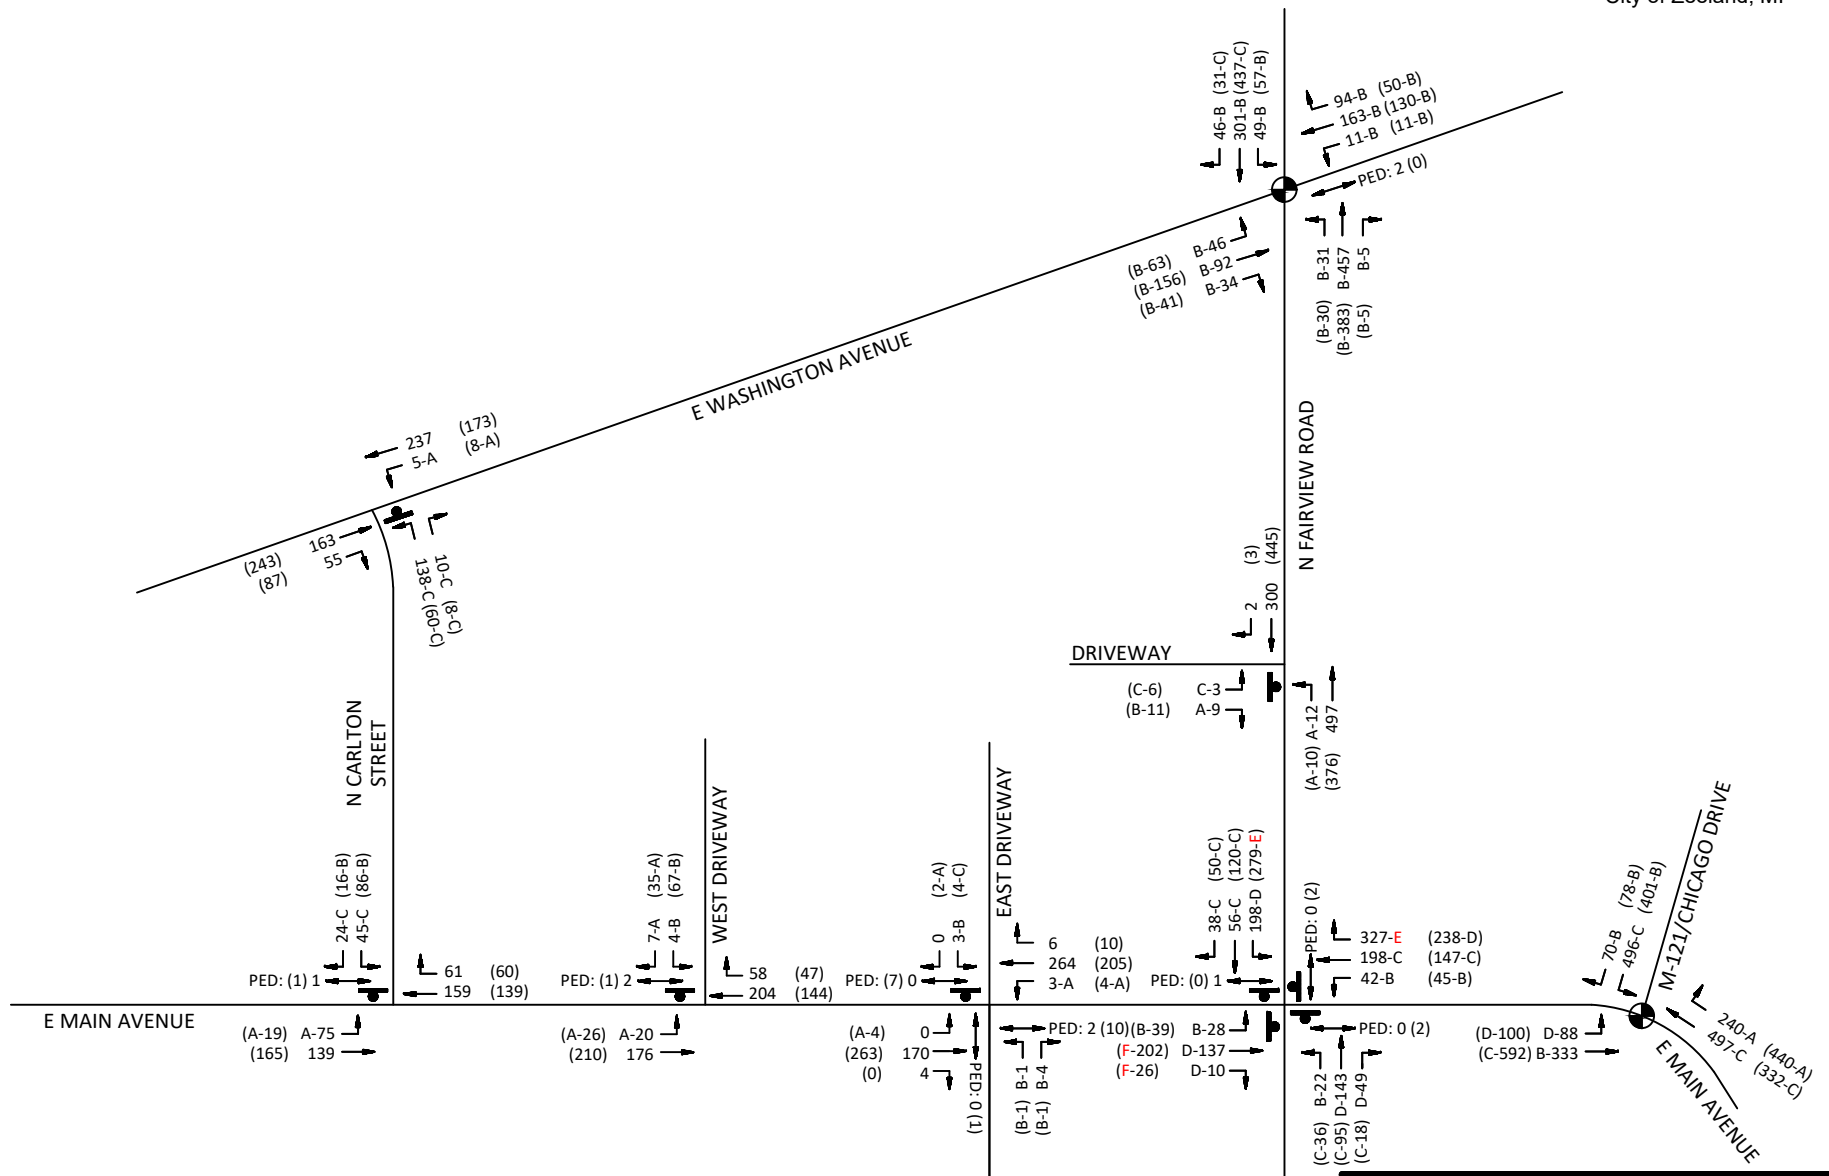 46-B (31-C)
301-B (437-C)
49-B (57-B)
94-B (50-B)
163-B (130-B)
11-B (11-B)
PED: 2 (0)
(B-63) B-46
(B-156) B-92
(B-41) B-34
(B-30) B-31
(B-383) B-457
(B-5) B-5
E WASHINGTON AVENUE
N FAIRVIEW ROAD
237 (173)
5-A (8-A)
(243) 163
(87) 55
10-C (8-C)
138-C (60-C)
2 (3)
300 (445)
DRIVEWAY
(C-6) C-3
(B-11) A-9
(A-10) A-12
(376) 497
N CARLTON
STREET
WEST DRIVEWAY
EAST DRIVEWAY
M-121/CHICAGO DRIVE
24-C (16-B)
45-C (86-B)
PED: (1) 1
61 (60)
159 (139)
7-A (35-A)
4-B (67-B)
PED: (1) 2
58 (47)
204 (144)
0 (2-A)
3-B (4-C)
PED: (7) 0
6 (10)
264 (205)
3-A (4-A)
38-C (50-C)
56-C (120-C)
198-D (279-E)
PED: (0) 1
PED: 0 (2)
327-E (238-D)
198-C (147-C)
42-B (45-B)
70-B (78-B)
496-C (401-B)
E MAIN AVENUE
(A-19) A-75
(165) 139
(A-26) A-20
(210) 176
(A-4) 0
(263) 170
(0) 4
PED: 0 (1)
PED: 2 (10)
(B-1) B-1
(B-1) B-4
(B-39) B-28
(F-202) D-137
(F-26) D-10
PED: 0 (2)
(C-36) B-22
(C-95) D-143
(C-18) D-49
(D-100) D-88
(C-592) B-333
240-A (440-A)
497-C (332-C)
E MAIN AVENUE